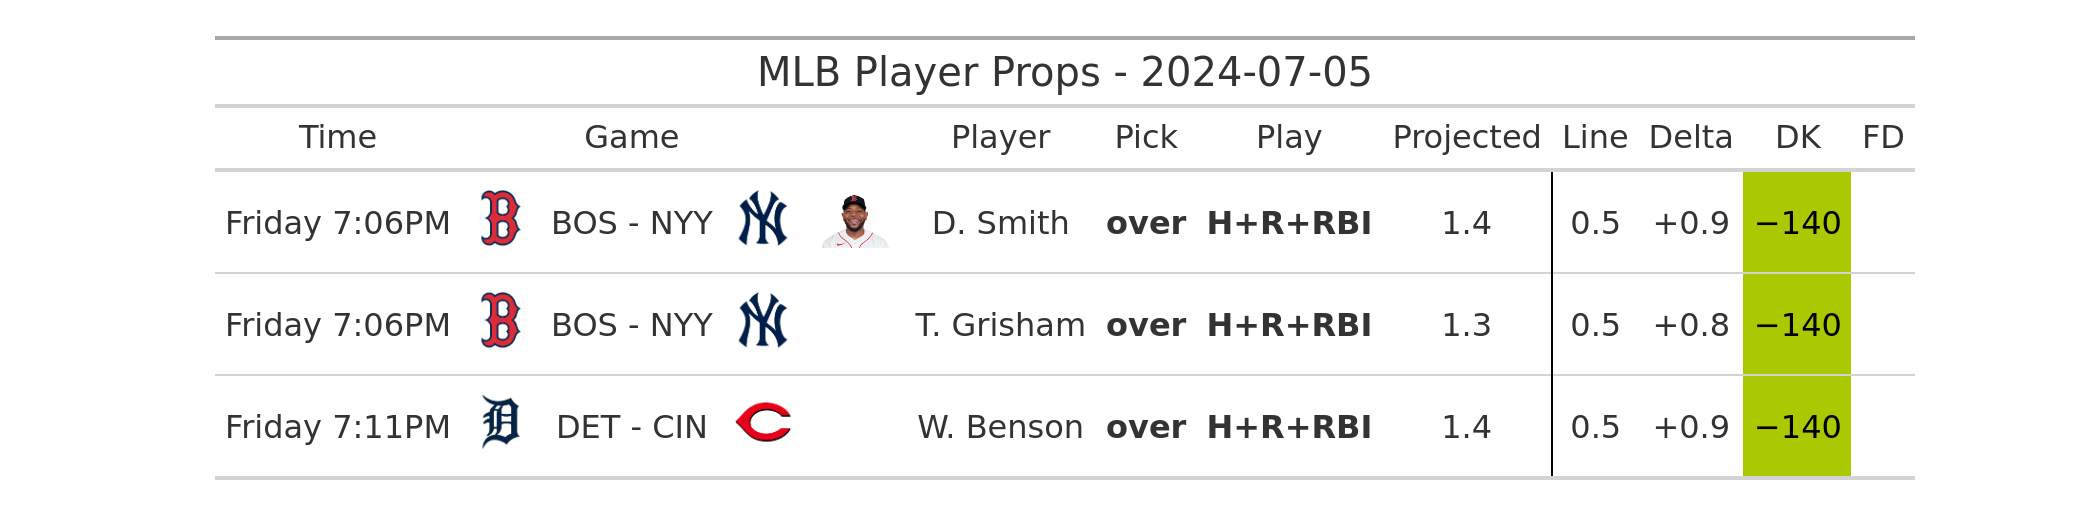 MLB Player Props - 2024-07-05
Time Game Player Pick Play Projected Line Delta DK FD
Friday 7:06PM BOS - NYY D. Smith over H+R+RBI 1.4 0.5 +0.9 −140
Friday 7:06PM BOS - NYY T. Grisham over H+R+RBI 1.3 0.5 +0.8 −140
Friday 7:11PM DET - CIN W. Benson over H+R+RBI 1.4 0.5 +0.9 −140